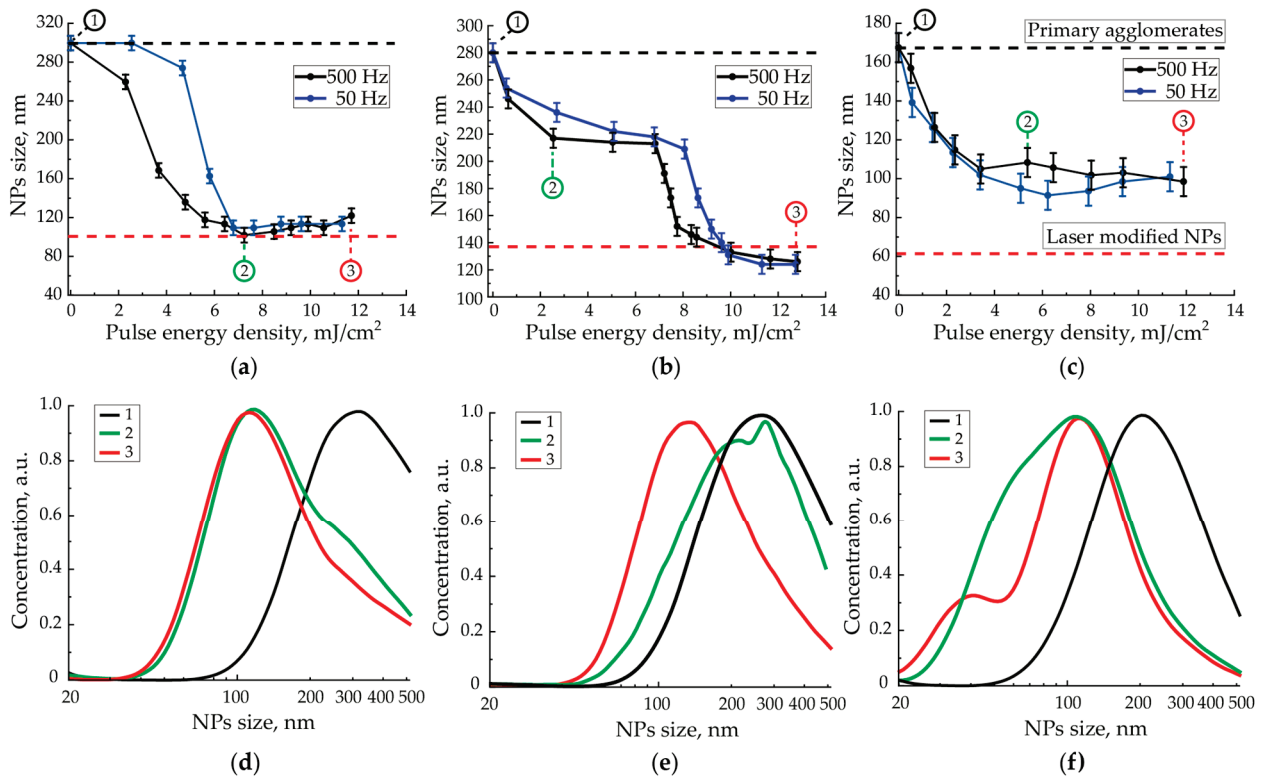 1
320
280
240
200
160
120
80
40
NPs size, nm
500 Hz
50 Hz
2
3
0 2 4 6 8 10 12 14
Pulse energy density, mJ/cm2
(a)
1
300
280
260
240
220
200
180
160
140
120
100
NPs size, nm
500 Hz
50 Hz
2
3
0 2 4 6 8 10 12 14
Pulse energy density, mJ/cm2
(b)
1
180
160
140
120
100
80
60
40
NPs size, nm
Primary agglomerates
500 Hz
50 Hz
2
3
Laser modified NPs
0 2 4 6 8 10 12 14
Pulse energy density, mJ/cm2
(c)
1.0
0.8
0.6
0.4
0.2
0
Concentration, a.u.
1
2
3
20 100 200 300 400 500
NPs size, nm
(d)
1.0
0.8
0.6
0.4
0.2
0
Concentration, a.u.
1
2
3
20 100 200 300 400 500
NPs size, nm
(e)
1.0
0.8
0.6
0.4
0.2
0
Concentration, a.u.
1
2
3
20 100 200 300 400 500
NPs size, nm
(f)